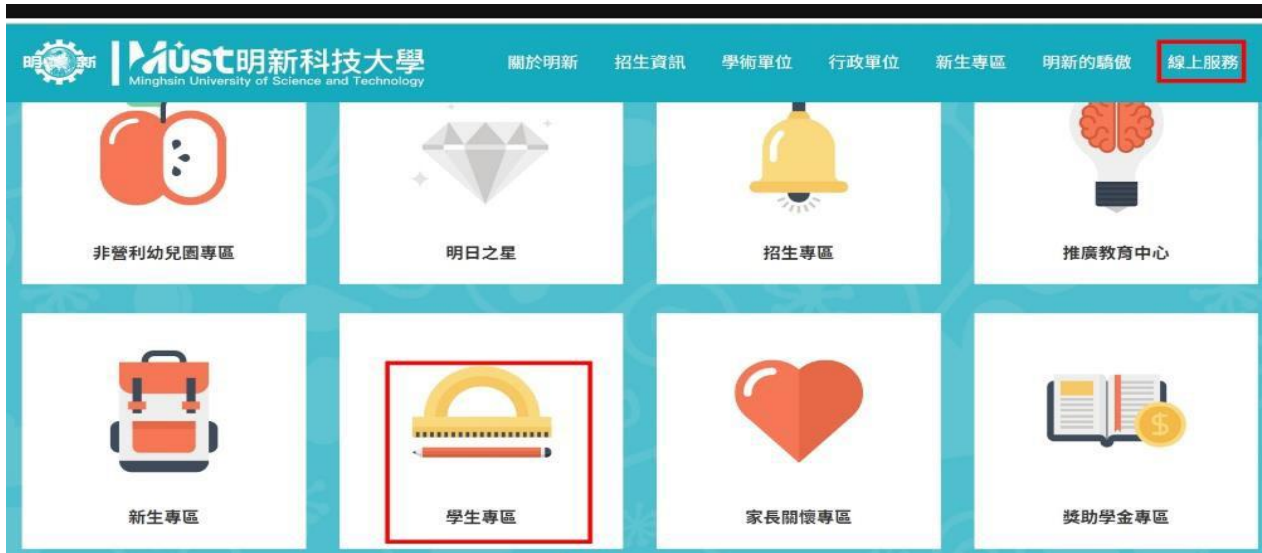 明新
MUST明新科技大學
Minghsin University of Science and Technology
關於明新 招生資訊 學術單位 行政單位 新生專區 明新的驕傲 線上服務
非營利幼兒園專區 明日之星 招生專區 推廣教育中心
新生專區 學生專區 家長關懷專區 獎助學金專區